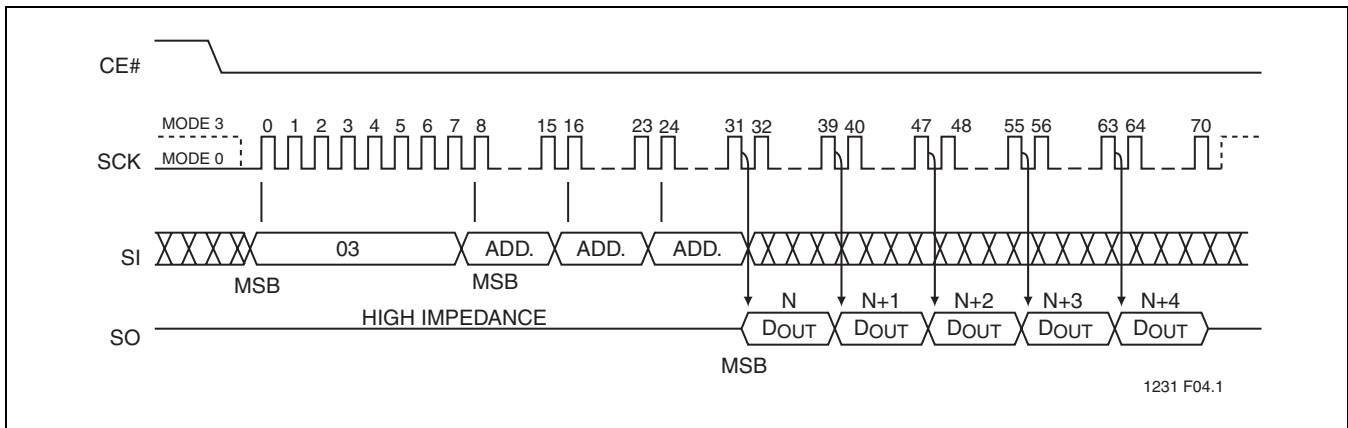 CE#
MODE 3
0 1 2 3 4 5 6 7 8 15 16 23 24 31 32 39 40 47 48 55 56 63 64 70
SCK
MODE 0
SI
03 ADD. ADD. ADD.
MSB MSB
N N+1 N+2 N+3 N+4
HIGH IMPEDANCE
SO
DOUT DOUT DOUT DOUT DOUT
MSB
1231 F04.1